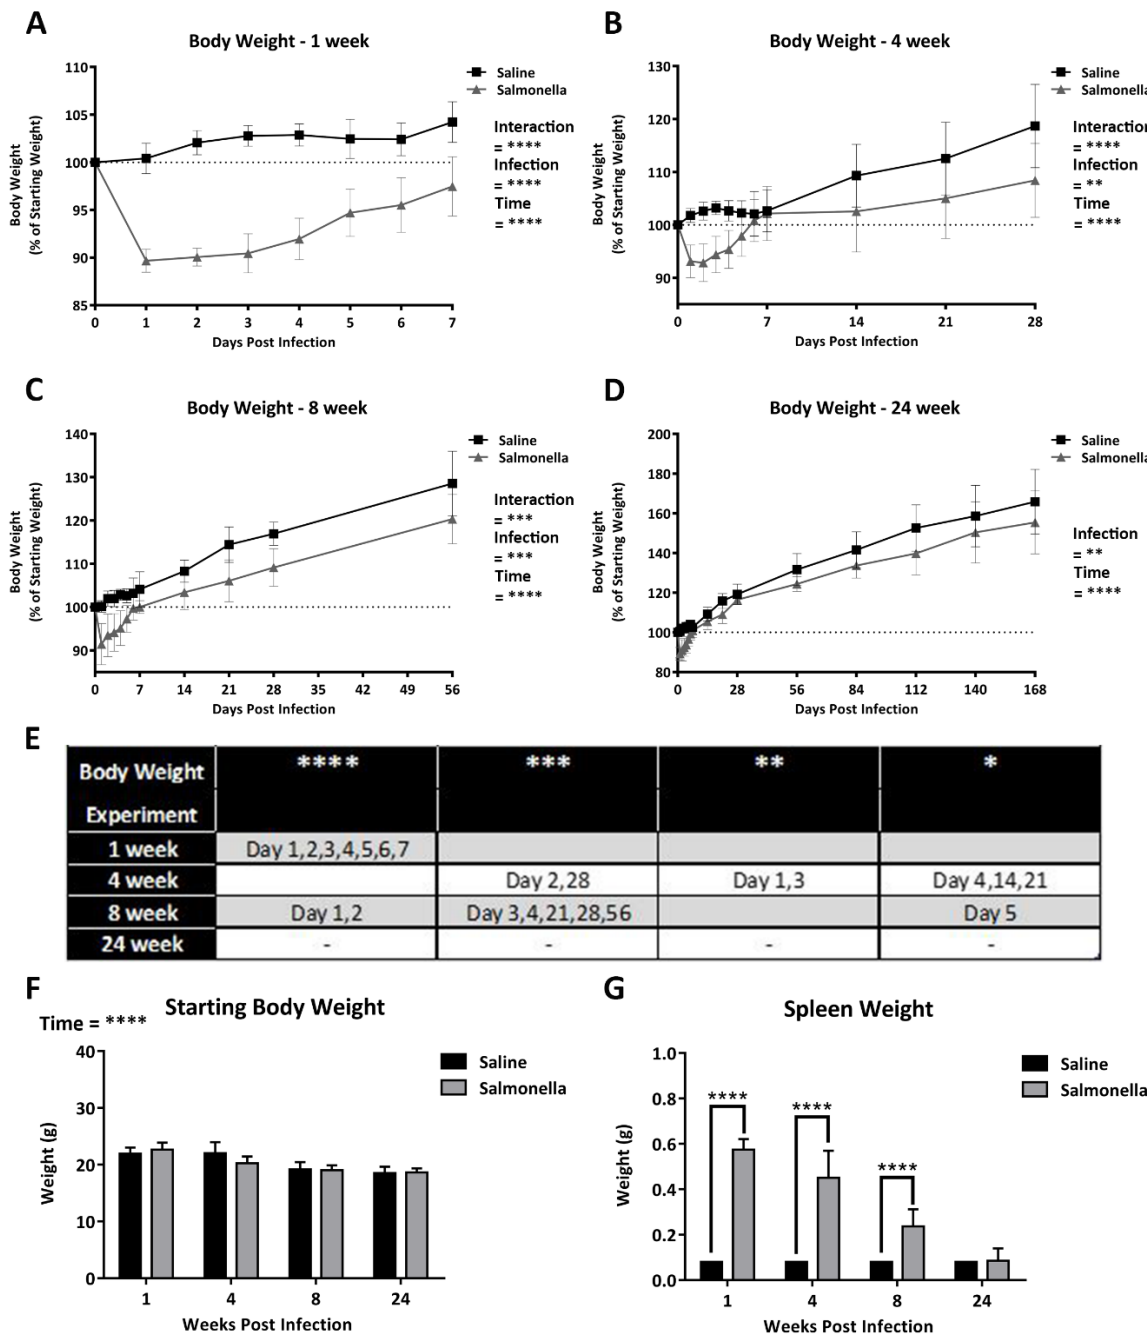 A
Body Weight - 1 week
Body Weight
(% of Starting Weight)
110
105
100
95
90
85
0 1 2 3 4 5 6 7
Days Post Infection
Saline
Salmonella
Interaction
= ****
Infection
= ****
Time
= ****
B
Body Weight - 4 week
Body Weight
(% of Starting Weight)
130
120
110
100
90
0 7 14 21 28
Days Post Infection
Saline
Salmonella
Interaction
= ****
Infection
= **
Time
= ****
C
Body Weight - 8 week
Body Weight
(% of Starting Weight)
140
130
120
110
100
90
0 7 14 21 28 35 42 49 56
Days Post Infection
Saline
Salmonella
Interaction
= ***
Infection
= ***
Time
= ****
D
Body Weight - 24 week
Body Weight
(% of Starting Weight)
200
180
160
140
120
100
80
0 28 56 84 112 140 168
Days Post Infection
Saline
Salmonella
Infection
= **
Time
= ****
E
Body Weight **** *** ** *
Experiment
1 week Day 1,2,3,4,5,6,7
4 week Day 2,28 Day 1,3 Day 4,14,21
8 week Day 1,2 Day 3,4,21,28,56 Day 5
24 week - - - -
F
Starting Body Weight
Time = ****
Weight (g)
40
30
20
10
0
1 4 8 24
Weeks Post Infection
Saline
Salmonella
G
Spleen Weight
Weight (g)
1.0
0.8
0.6
0.4
0.2
0.0
**** **** ****
1 4 8 24
Weeks Post Infection
Saline
Salmonella